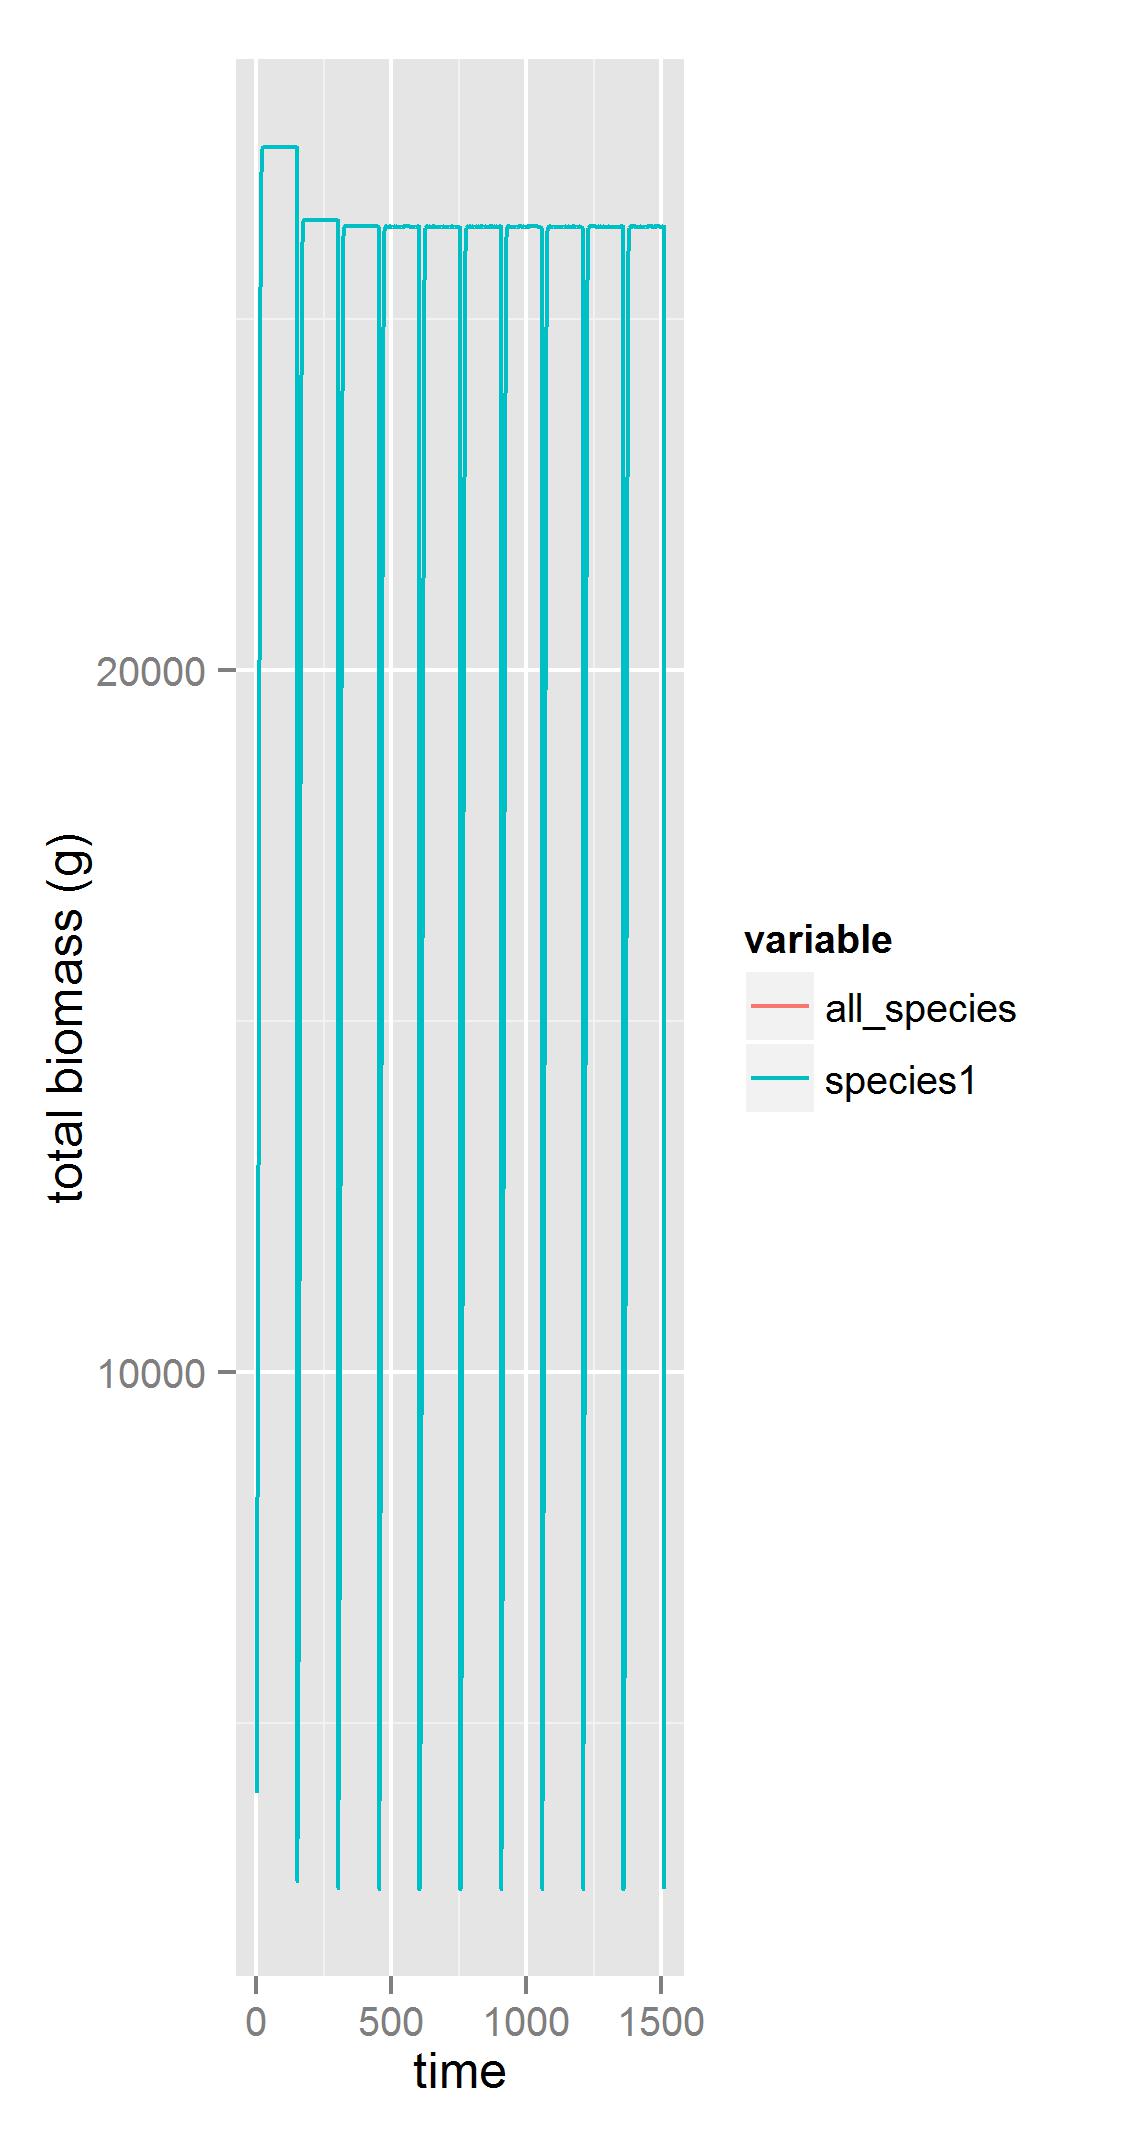 total biomass (g)
20000
10000
0 500 1000 1500
time
variable
all_species
species1